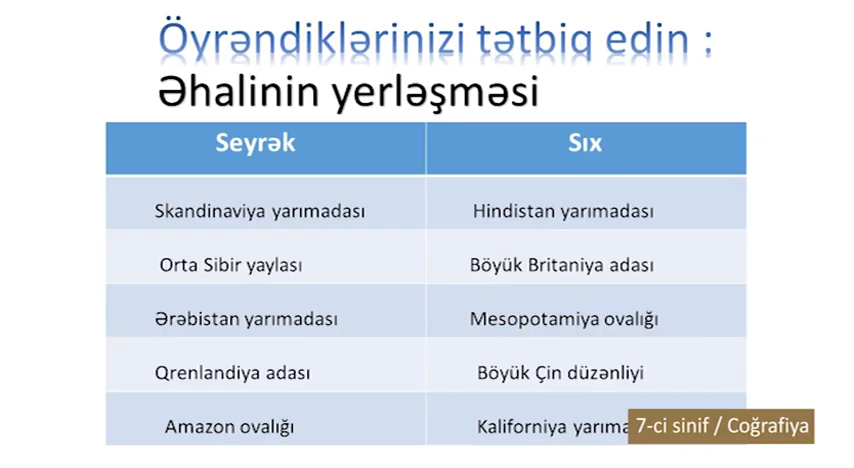 Öyrəndiklərinizi tətbiq edin :
Əhalinin yerləşməsi
Seyrək Sıx
Skandinaviya yarımadası Hindistan yarımadası
Orta Sibir yaylası Böyük Britaniya adası
Ərəbistan yarımadası Mesopotamiya ovalığı
Qrenlandiya adası Böyük Çin düzənliyi
Amazon ovalığı Kaliforniya
7-ci sinif / Coğrafiya